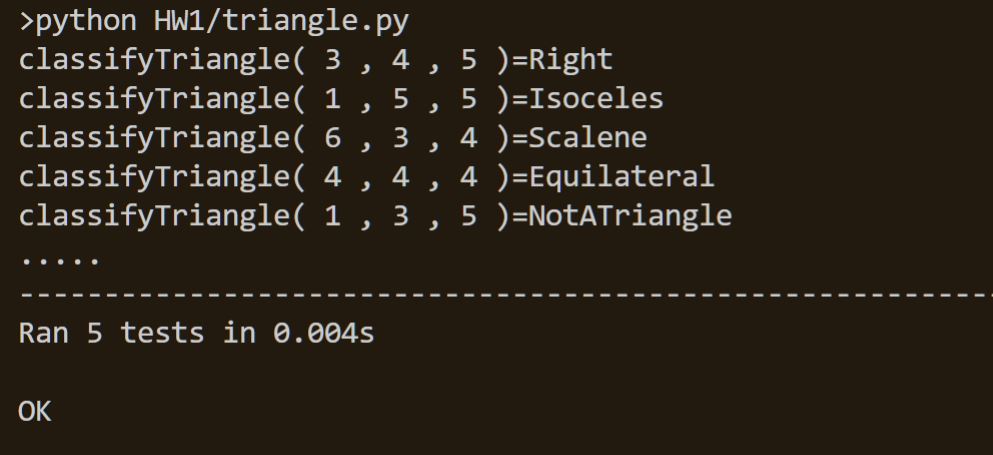 >python HW1/triangle.py
classifyTriangle( 3 , 4 , 5 )=Right
classifyTriangle( 1 , 5 , 5 )=Isoceles
classifyTriangle( 6 , 3 , 4 )=Scalene
classifyTriangle( 4 , 4 , 4 )=Equilateral
classifyTriangle( 1 , 3 , 5 )=NotATriangle
.....
----------------------------------------------------------
Ran 5 tests in 0.004s
OK